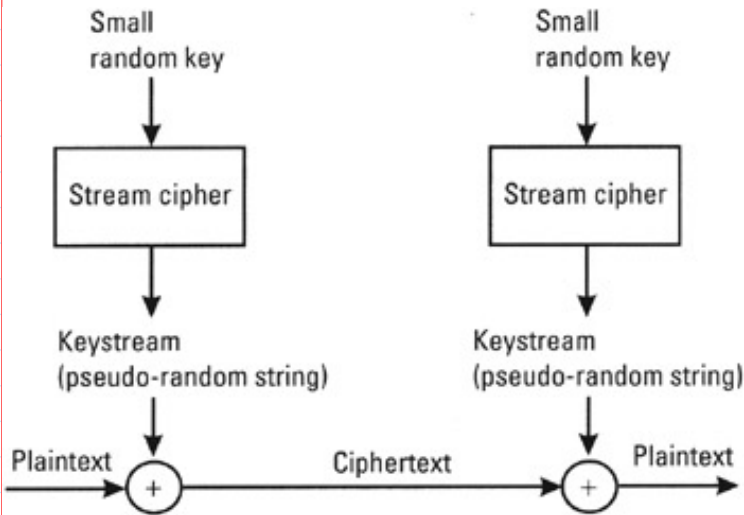 Small
random key
Stream cipher
Keystream
(pseudo-random string)
Small
random key
Stream cipher
Keystream
(pseudo-random string)
Plaintext
+
Ciphertext
+
Plaintext